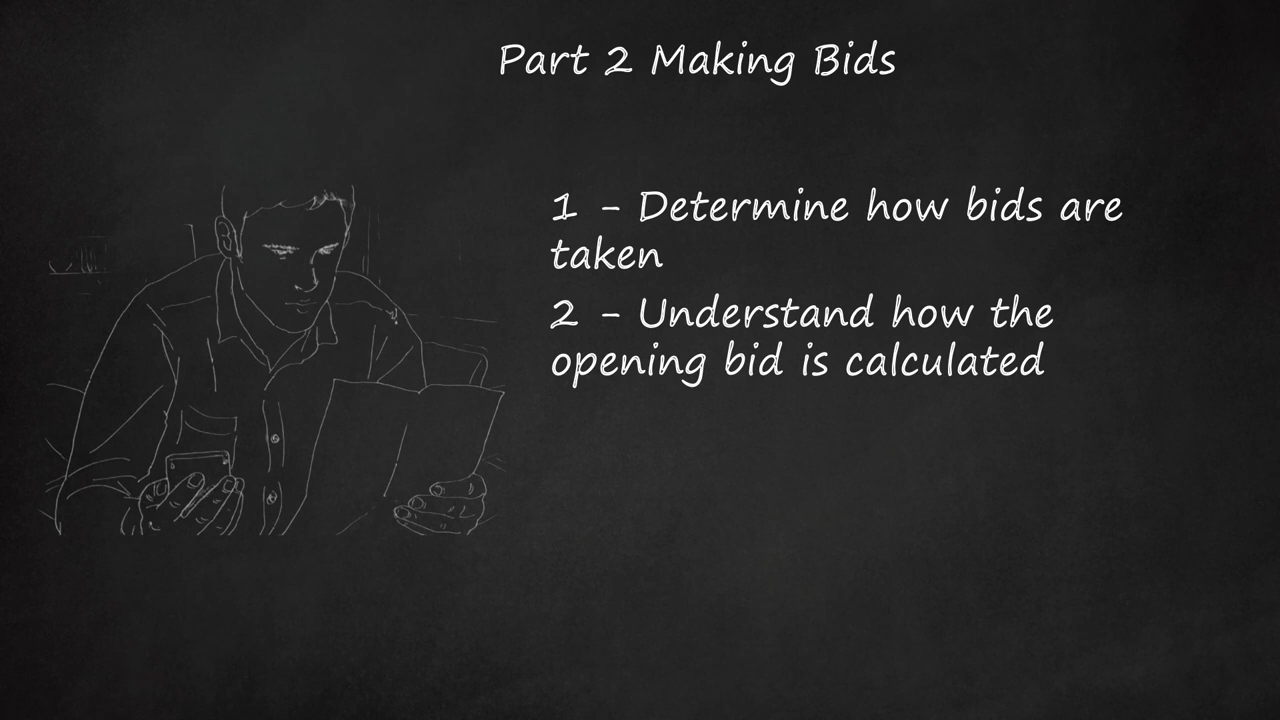 Part 2 Making Bids
1 - Determine how bids are
taken
2 - Understand how the
opening bid is calculated